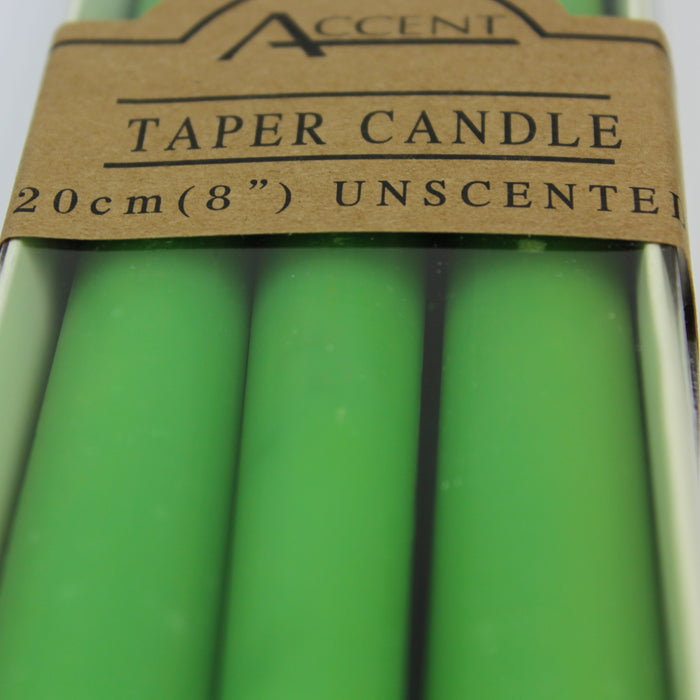 ACCENT
TAPER CANDLE
20cm(8") UNSCENTED